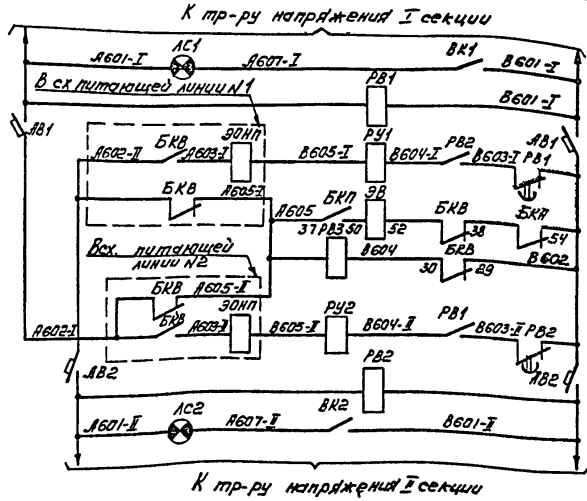 К тр-ру напряжения I секции
А601-I ЛС1 А607-I ВК1 В601-I
В сх. питающей линии №1 РВ1 В601-I
АВ1 БКВ ЭОНП РУ1 РВ2 АВ1
А602-II А603-I В605-I В604-I В603-I РВ1
БКВ А605-I БКП ЭВ БКВ БКА
А605 37 РВ3 50 52 38 54
В сх. питающей линии №2 В604 БКВ В602
30 29
БКВ А605-II
А602-I БКВ А603-II ЭОНП В605-II РУ2 В604-II РВ1 В603-II РВ2
АВ2 РВ2 АВ2
А601-II ЛС2 А607-II ВК2 В601-II
К тр-ру напряжения II секции